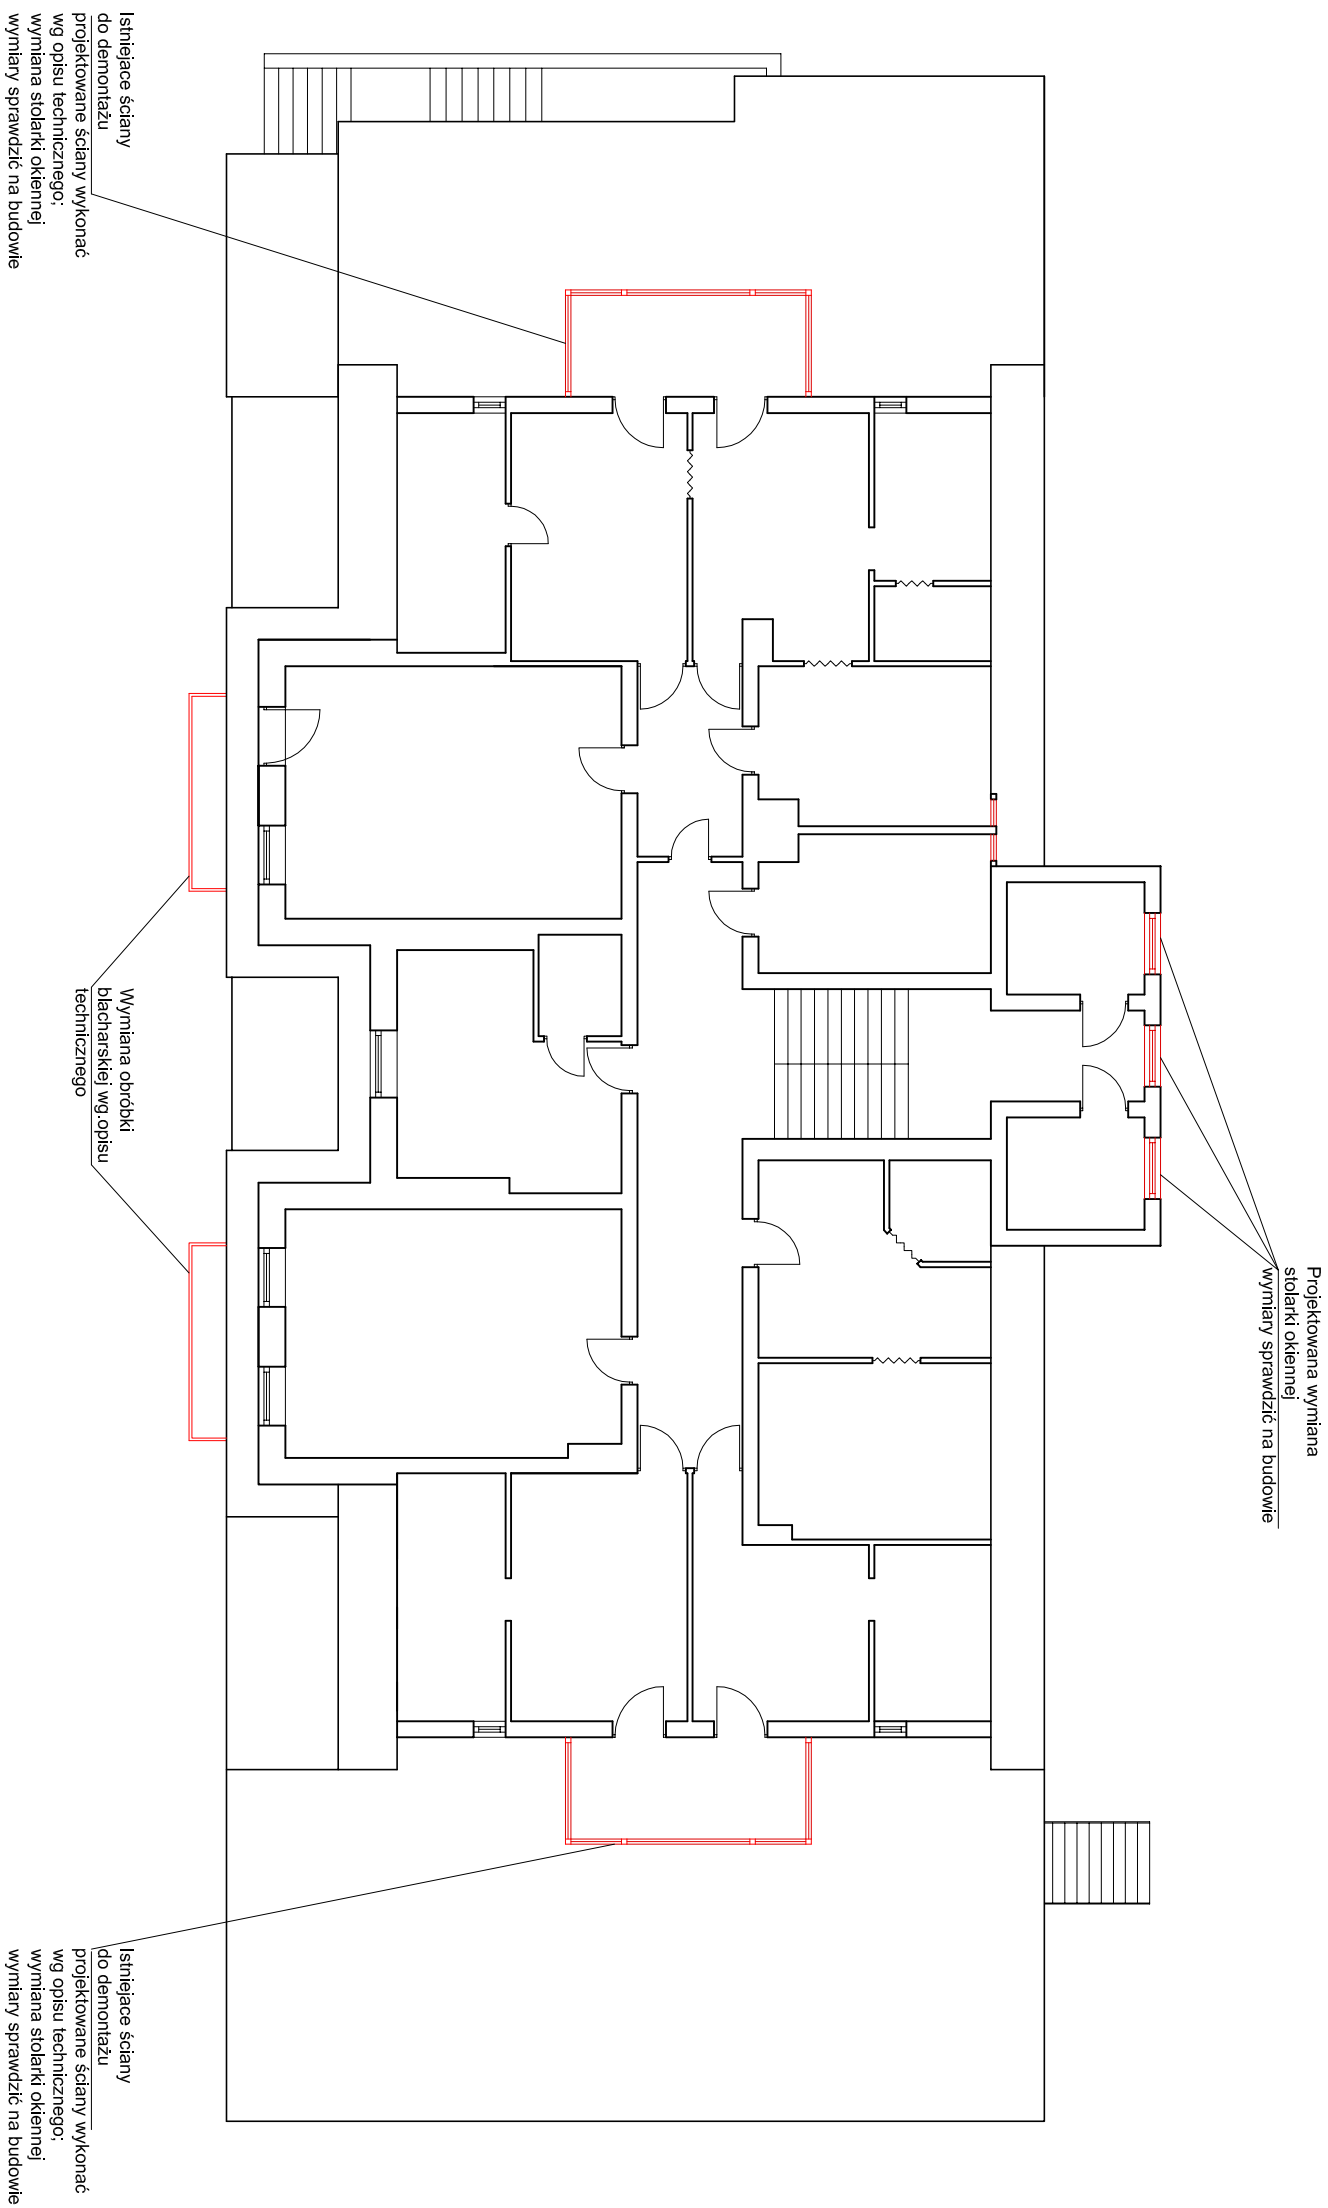 Projektowana wymiana
stolarki okiennej
wymiary sprawdzić na budowie
Istniejace ściany
do demontażu
projektowane ściany wykonać
wg opisu technicznego;
wymiana stolarki okiennej
wymiary sprawdzić na budowie
Wymiana obróbki
blacharskiej wg.opisu
technicznego
Istniejace ściany
do demontażu
projektowane ściany wykonać
wg opisu technicznego;
wymiana stolarki okiennej
wymiary sprawdzić na budowie